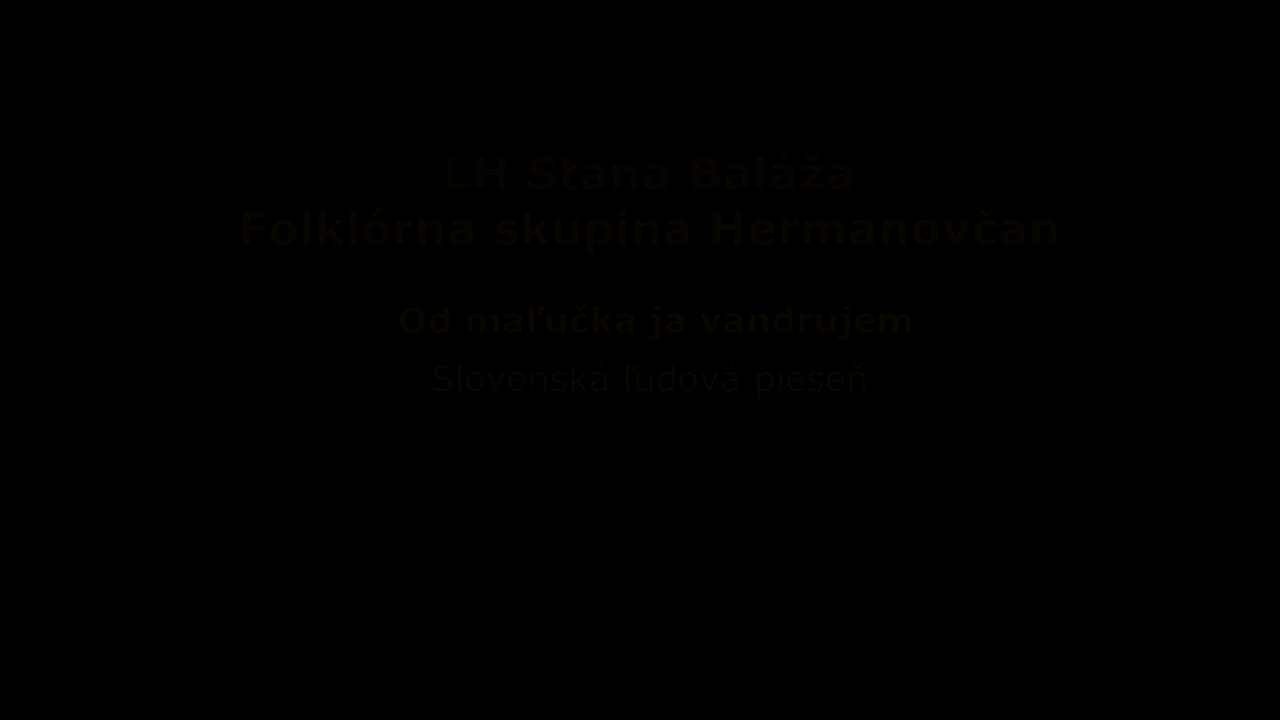 LH Stana Baláža
Folklórna skupina Hermanovčan
Od maľučka ja vandrujem
Slovenská ľudová pieseň